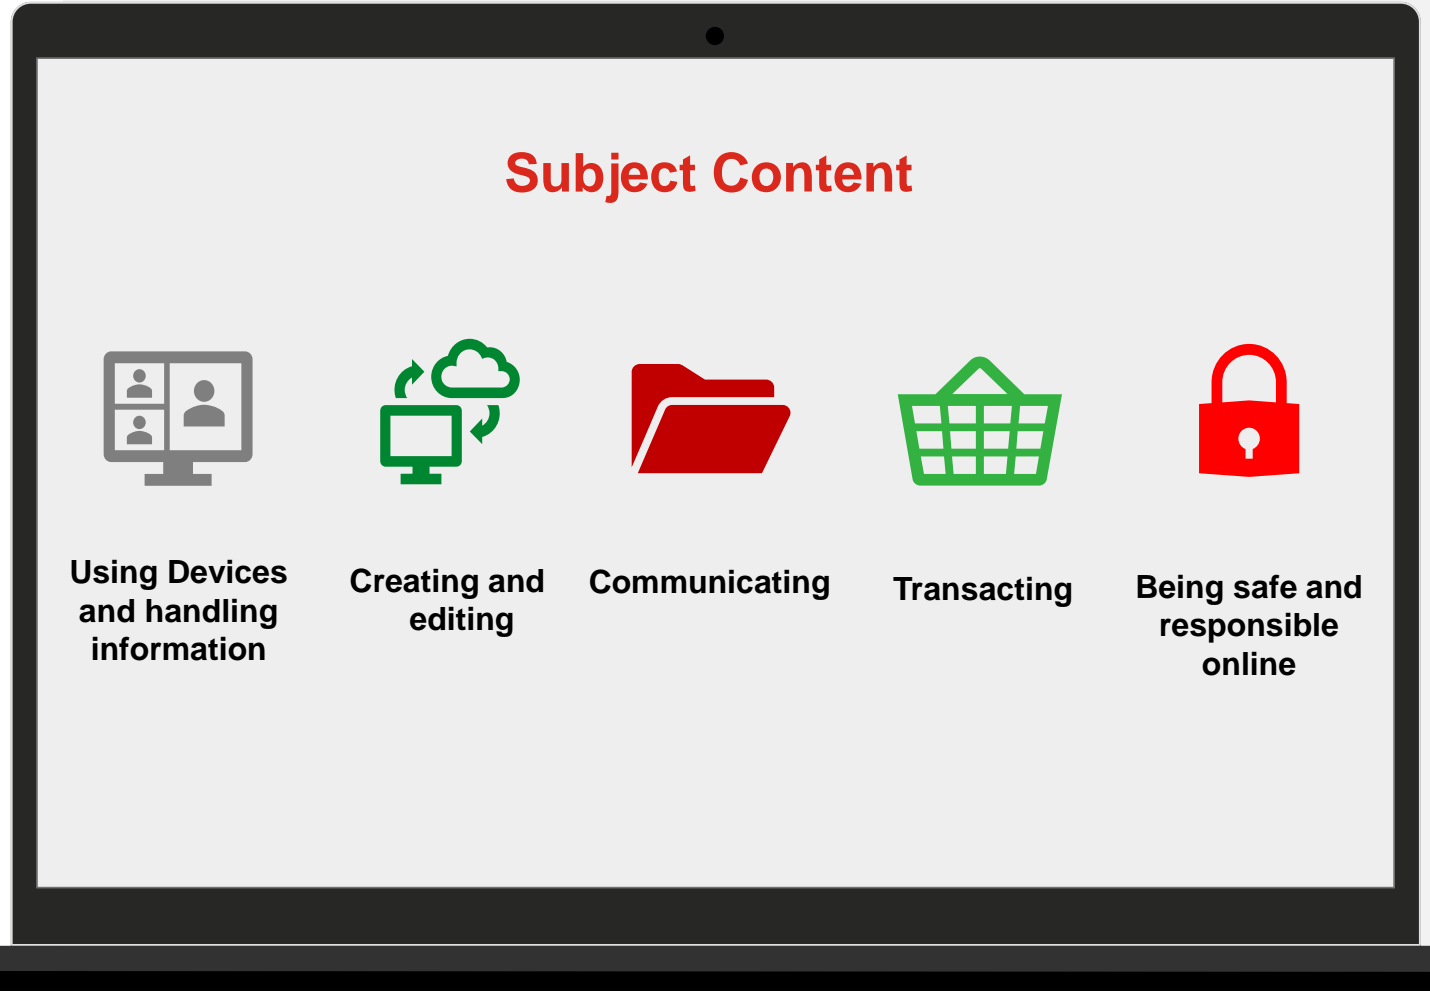 Subject Content
Using Devices
and handling
information
Creating and
editing
Communicating
Transacting
Being safe and
responsible
online